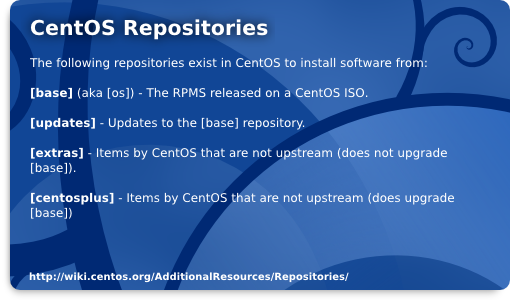 CentOS Repositories
The following repositories exist in CentOS to install software from:
[base] (aka [os]) - The RPMS released on a CentOS ISO.
[updates] - Updates to the [base] repository.
[extras] - Items by CentOS that are not upstream (does not upgrade
[base]).
[centosplus] - Items by CentOS that are not upstream (does upgrade
[base])
http://wiki.centos.org/AdditionalResources/Repositories/